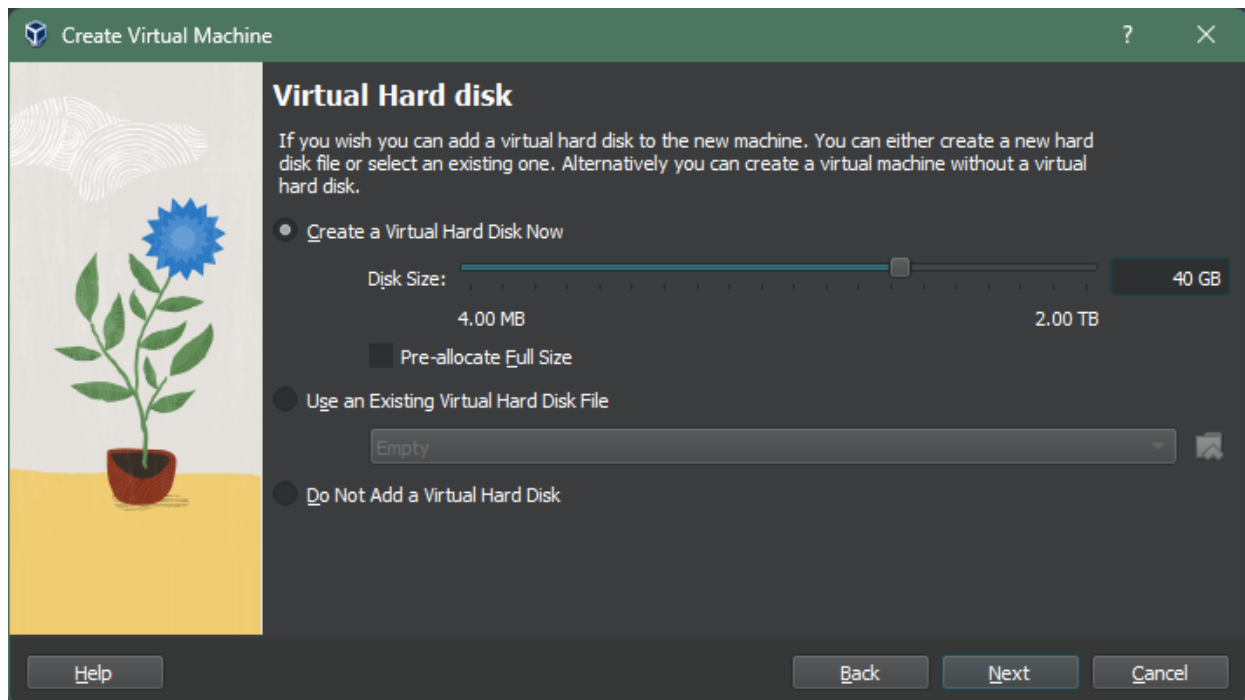 Create Virtual Machine
?
Virtual Hard disk
If you wish you can add a virtual hard disk to the new machine. You can either create a new hard
disk file or select an existing one. Alternatively you can create a virtual machine without a virtual
hard disk.
Create a Virtual Hard Disk Now
Disk Size:
40 GB
4.00 MB
2.00 TB
Pre-allocate Full Size
Use an Existing Virtual Hard Disk File
Empty
Do Not Add a Virtual Hard Disk
Help
Back
Next
Cancel